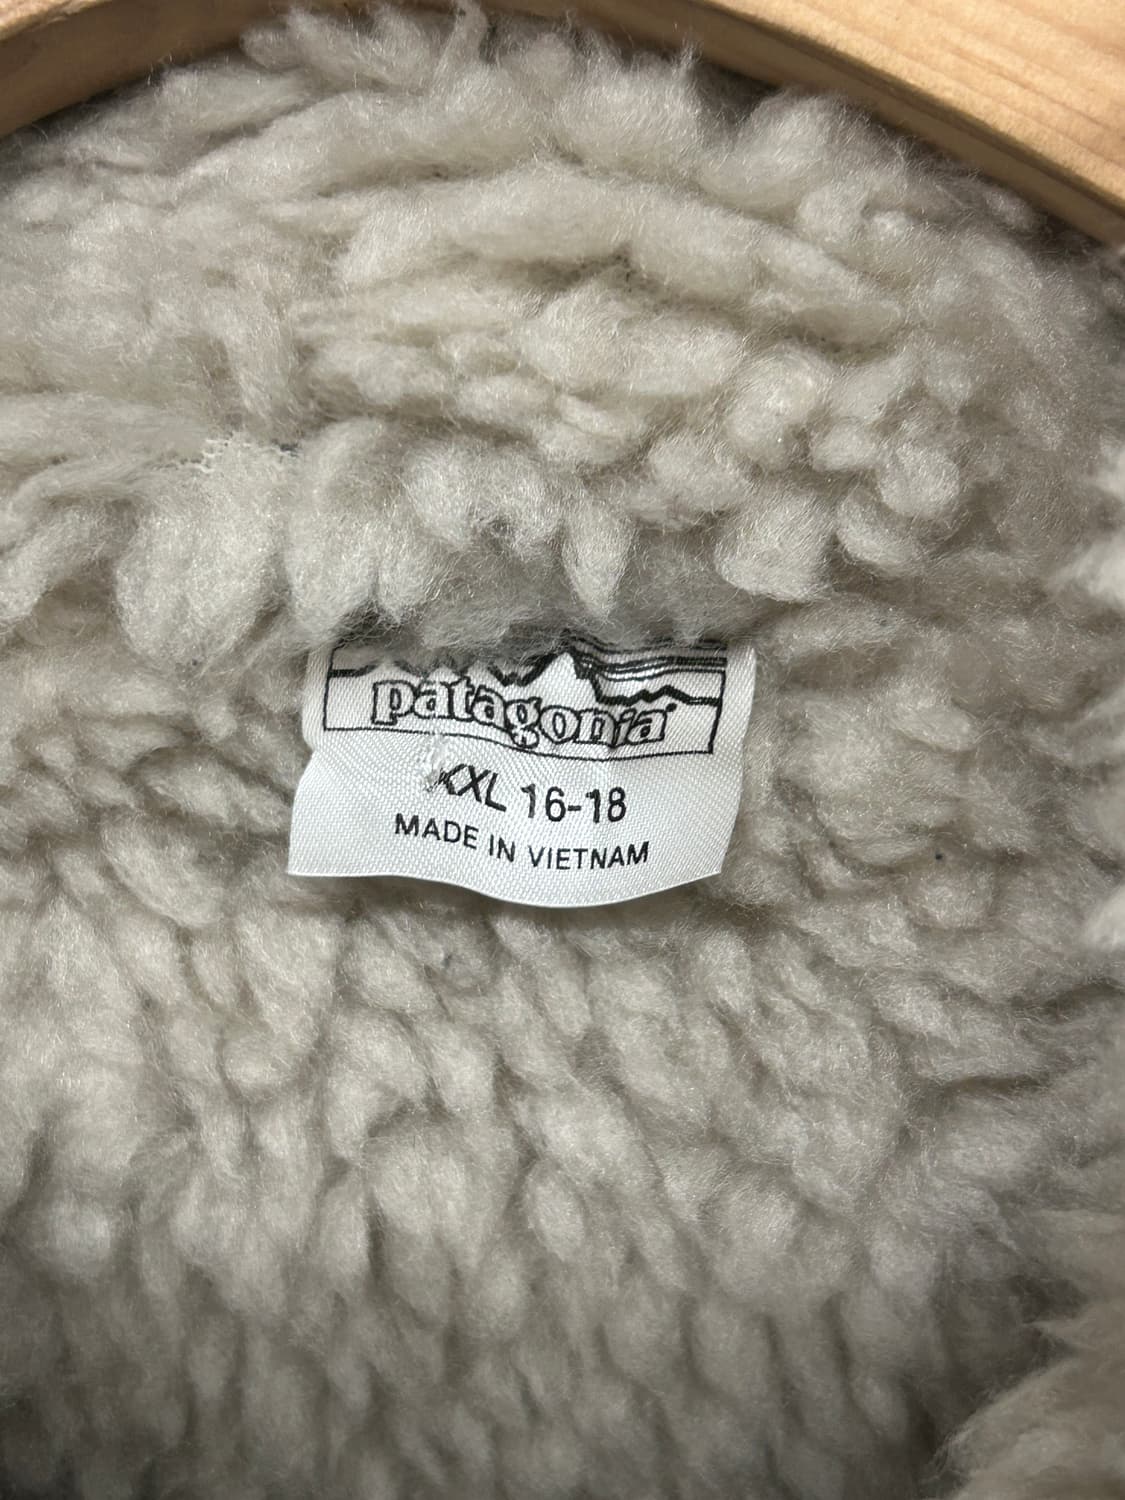 patagonia
XXL 16-18
MADE IN VIETNAM